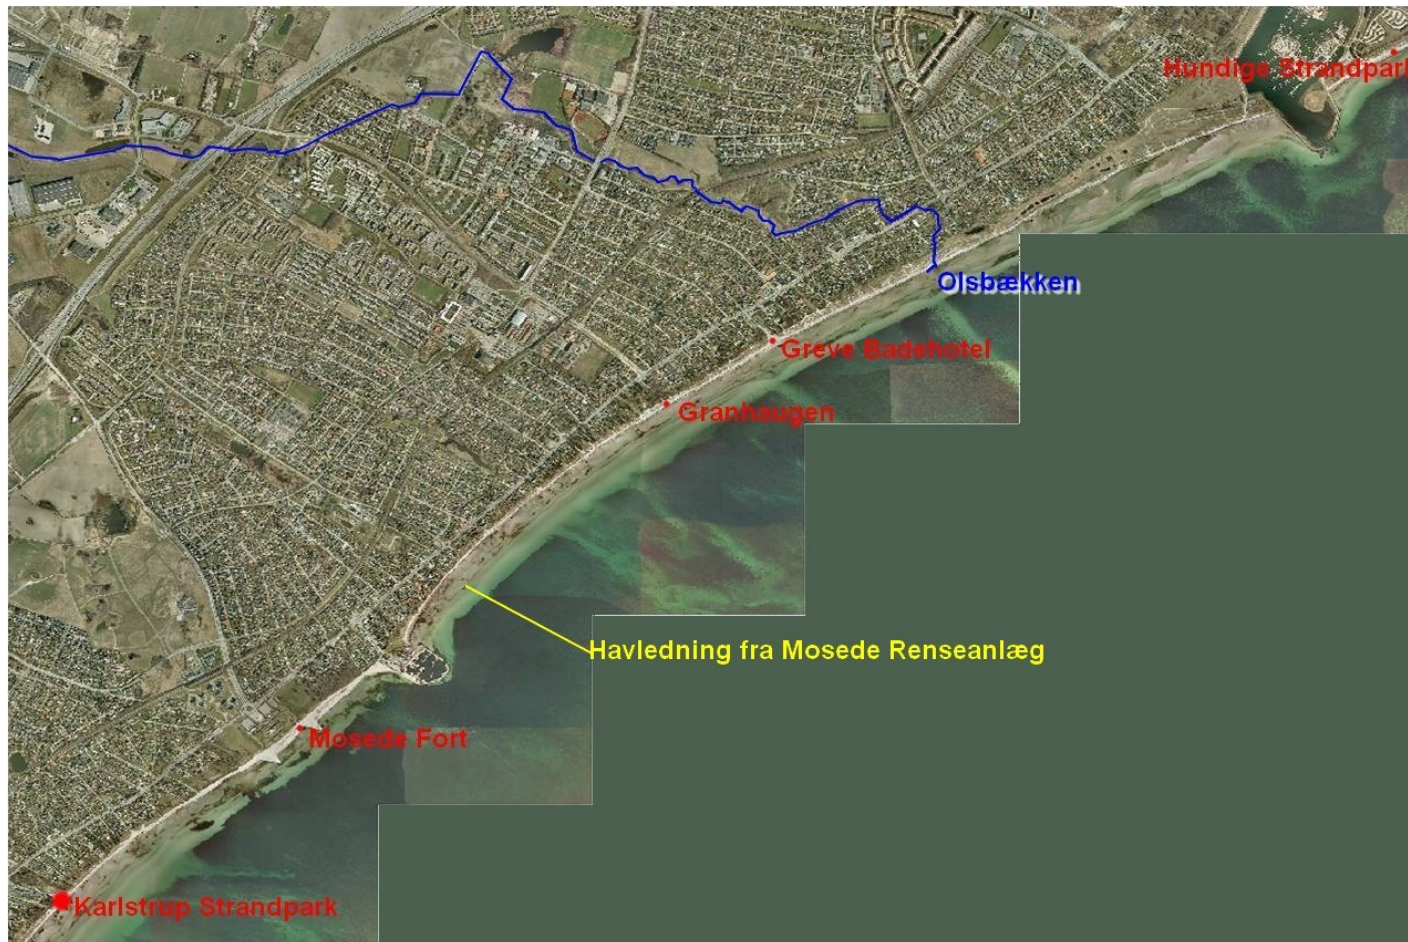 Hundige Strandpark
Olsbækken
Greve Badehotel
Granhaugen
Havledning fra Mosede Renseanlæg
Mosede Fort
Karlstrup Strandpark